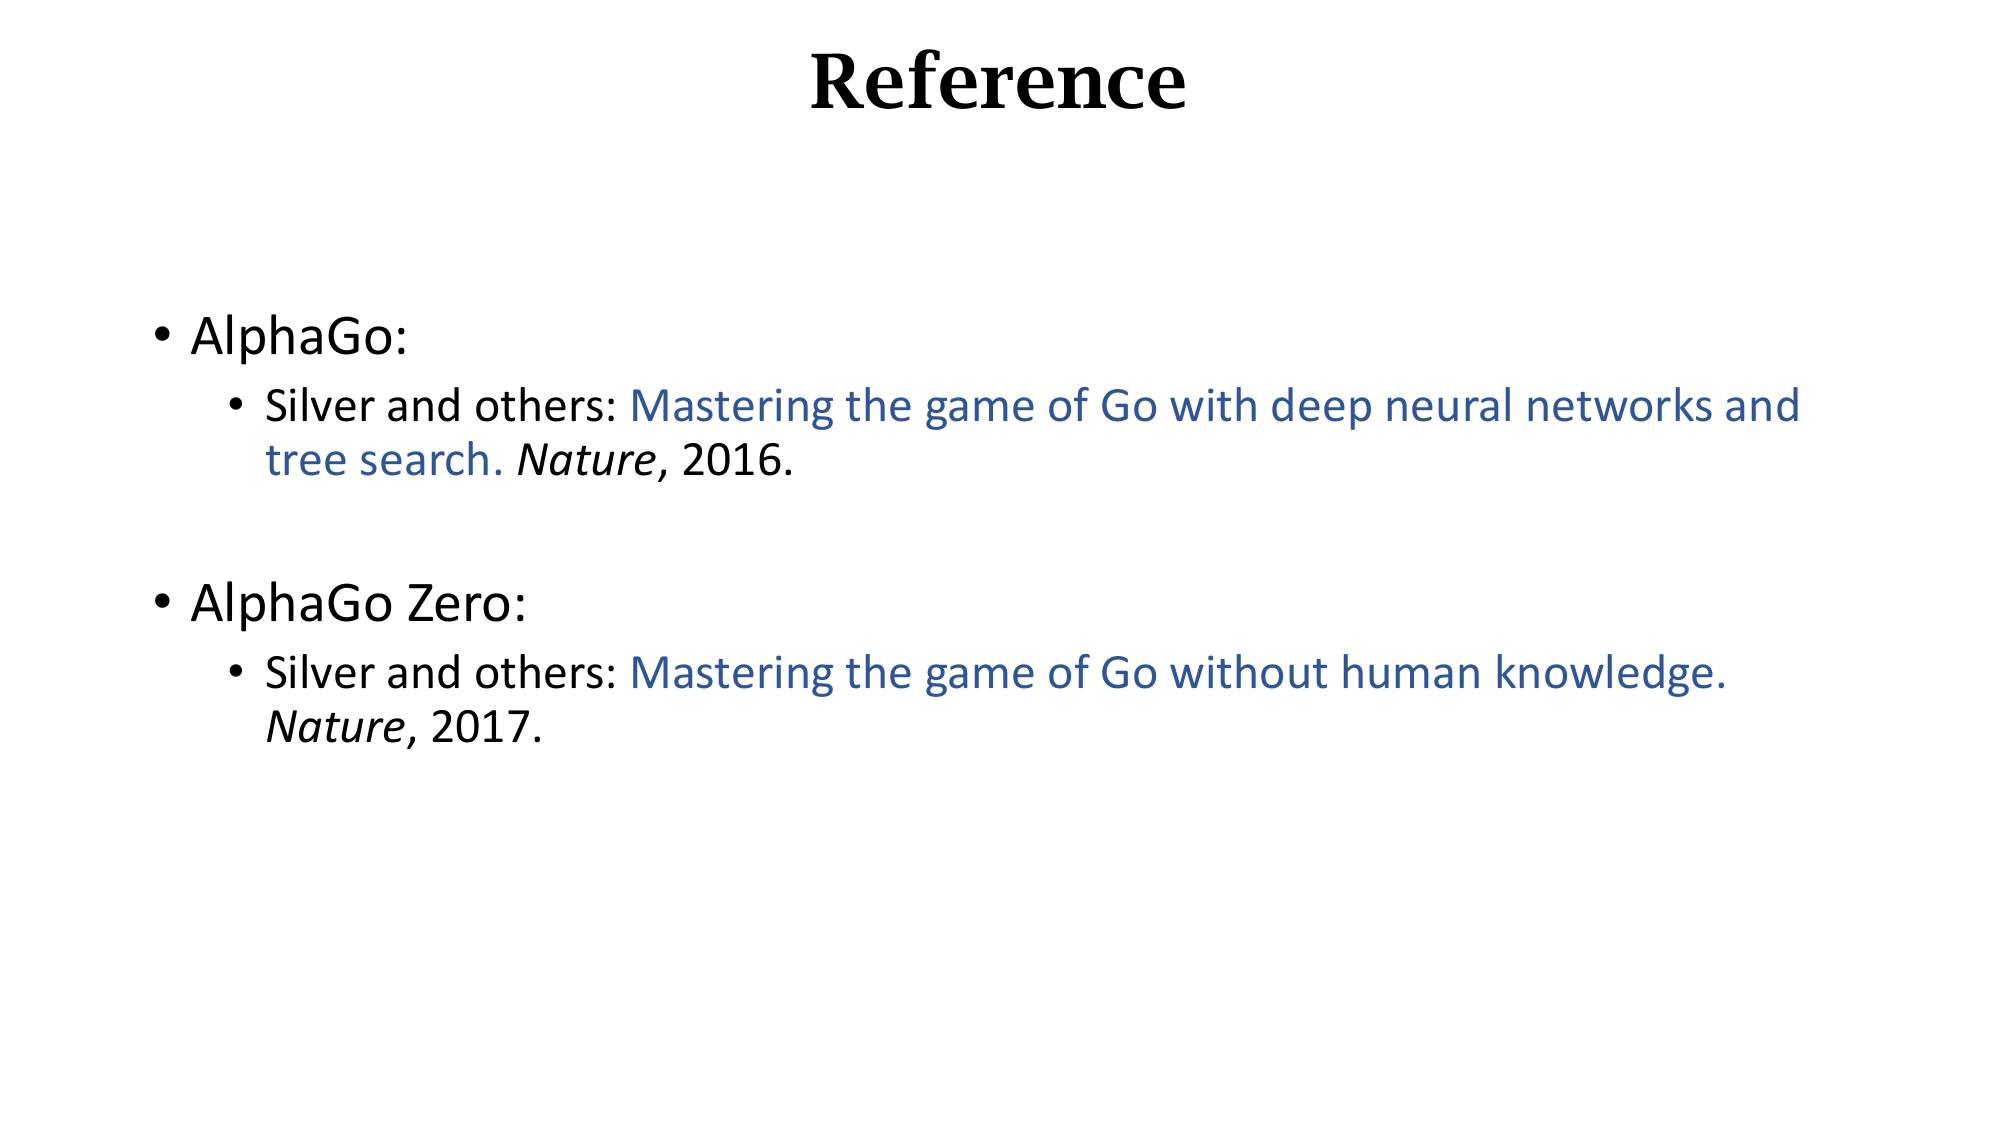 Reference
• AlphaGo:
• Silver and others: Mastering the game of Go with deep neural networks and
tree search. Nature, 2016.
• AlphaGo Zero:
• Silver and others: Mastering the game of Go without human knowledge.
Nature, 2017.